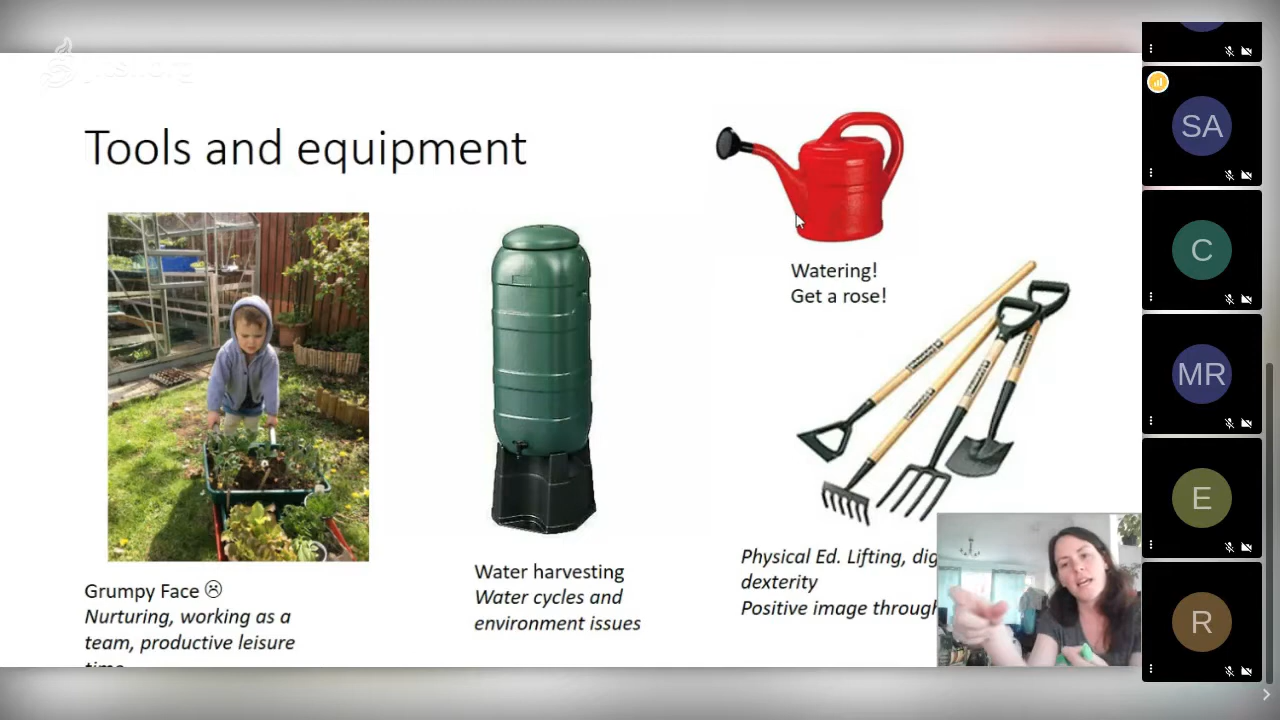 Tools and equipment
Watering!
Get a rose!
Grumpy Face ☹
Nurturing, working as a
team, productive leisure
time
Water harvesting
Water cycles and
environment issues
Physical Ed. Lifting, dig
dexterity
Positive image through
SA
C
MR
E
R